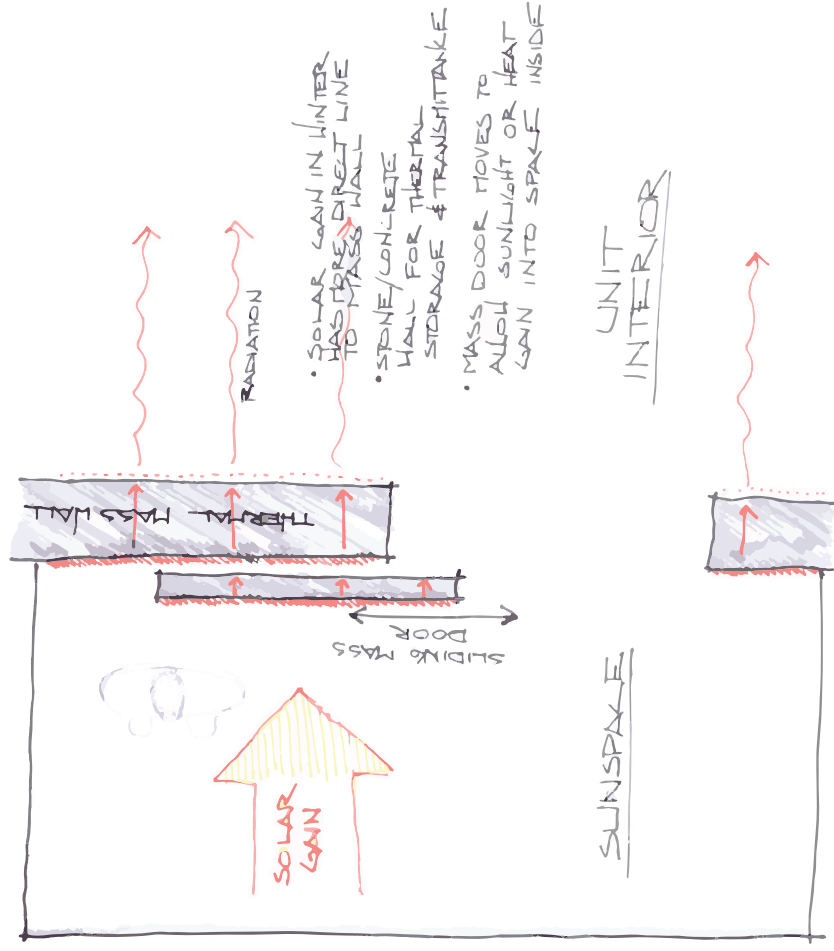 SOLAR
GAIN
SUNSPACE
SLIDING MASS
DOOR
THERMAL MASS WAL
RADIATION
• SOLAR GAIN IN WINTER
HAS MORE DIRECT LINE
TO MASS WALL
• STONE/CONCRETE
WALL FOR THERMAL
STORAGE & TRANSMITTANCE
• MASS DOOR MOVES TO
ALLOW SUNLIGHT OR HEAT
GAIN INTO SPACE INSIDE
UNIT
INTERIOR